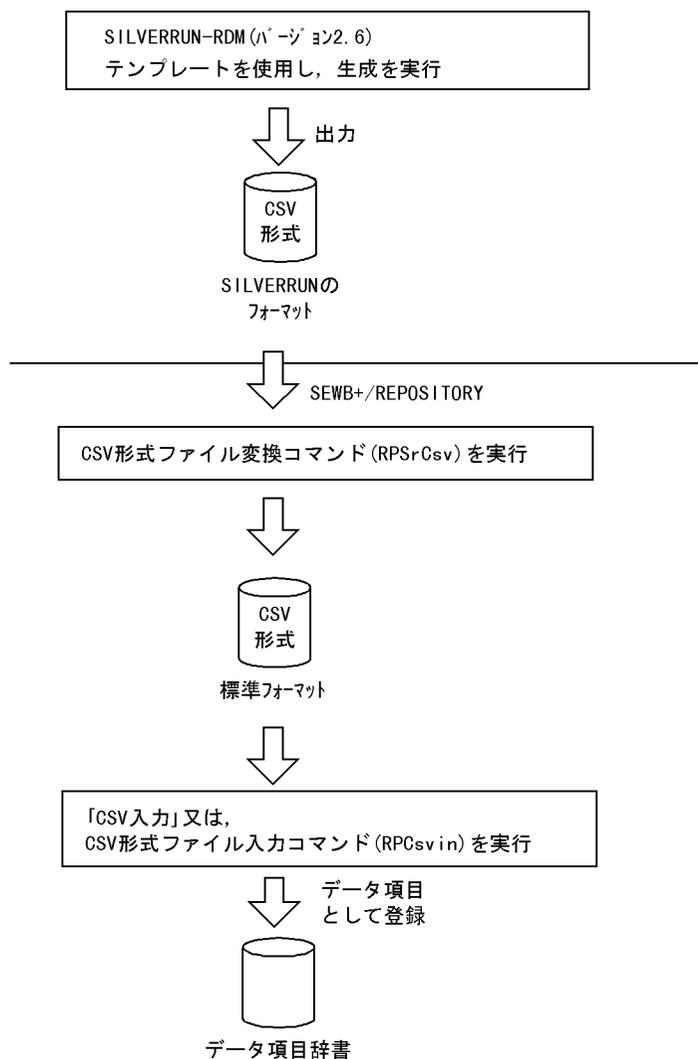 SILVERRUN-RDM(ﾊﾞｰｼﾞｮﾝ2.6)
テンプレートを使用し，生成を実行
出力
CSV
形式
SILVERRUNの
ﾌｫｰﾏｯﾄ
SEWB+/REPOSITORY
CSV形式ファイル変換コマンド(RPSrCsv)を実行
CSV
形式
標準ﾌｫｰﾏｯﾄ
｢CSV入力｣又は，
CSV形式ファイル入力コマンド(RPCsvin)を実行
データ項目
として登録
データ項目辞書